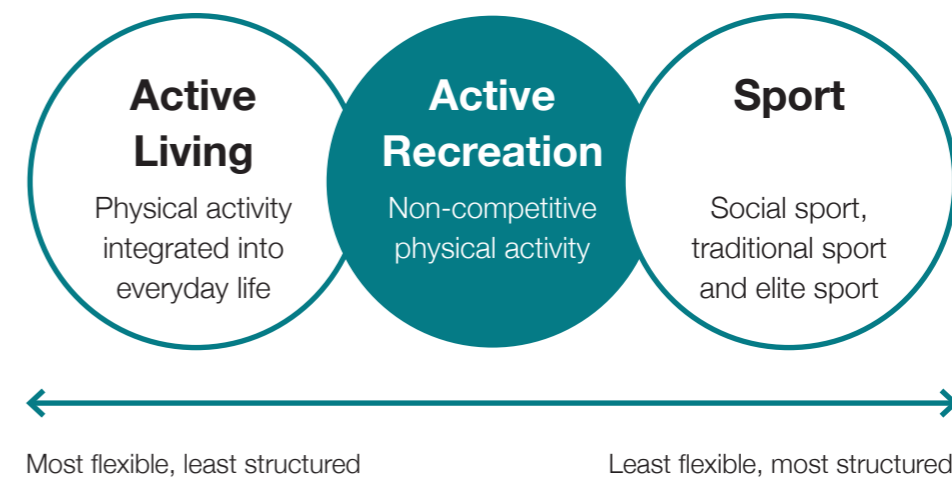 Active
Living
Physical activity
integrated into
everyday life
Active
Recreation
Non-competitive
physical activity
Sport
Social sport,
traditional sport
and elite sport
Most flexible, least structured
Least flexible, most structured